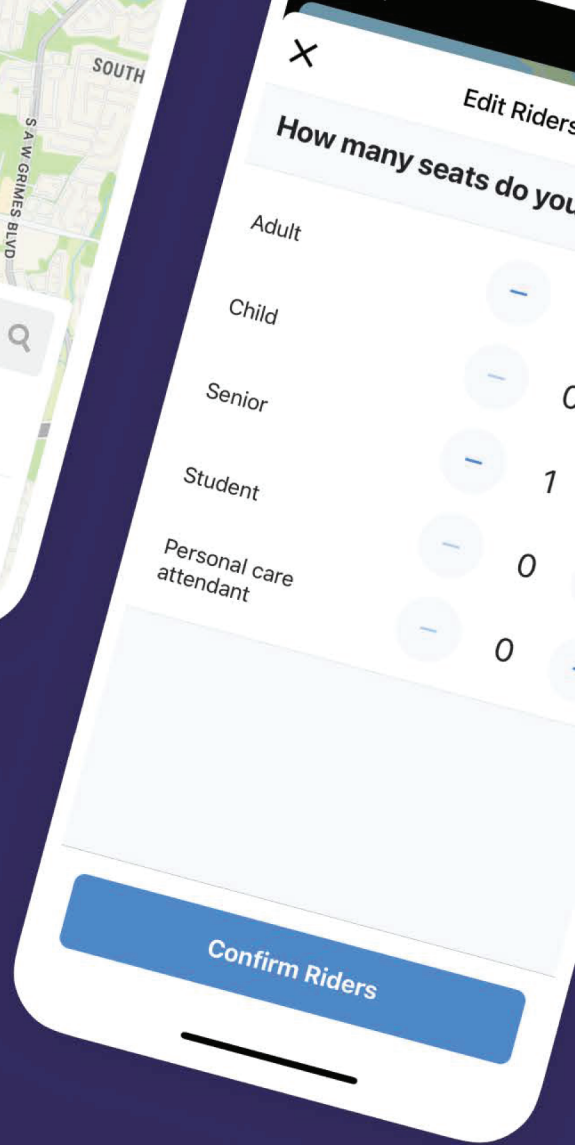 SOUTH
S A W GRIMES BLVD
Edit Riders
How many seats do you
Adult
Child
0
Senior
1
Student
0
Personal care
attendant
0
Confirm Riders